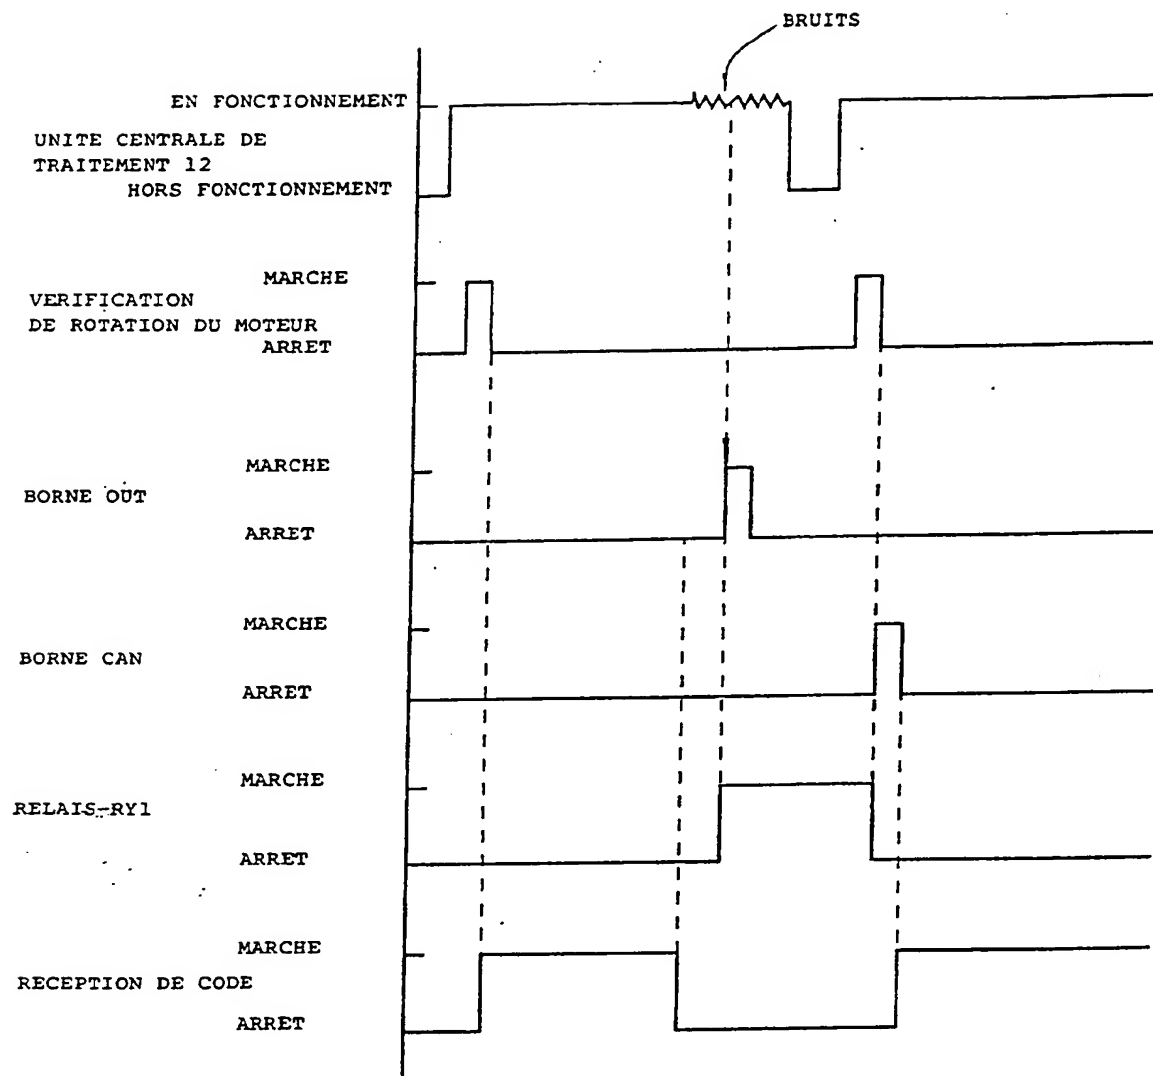 BRUITS
EN FONCTIONNEMENT
UNITE CENTRALE DE
TRAITEMENT 12
HORS FONCTIONNEMENT
MARCHE
VERIFICATION
DE ROTATION DU MOTEUR
ARRET
MARCHE
BORNE OUT
ARRET
MARCHE
BORNE CAN
ARRET
MARCHE
RELAIS-RY1
ARRET
MARCHE
RECEPTION DE CODE
ARRET